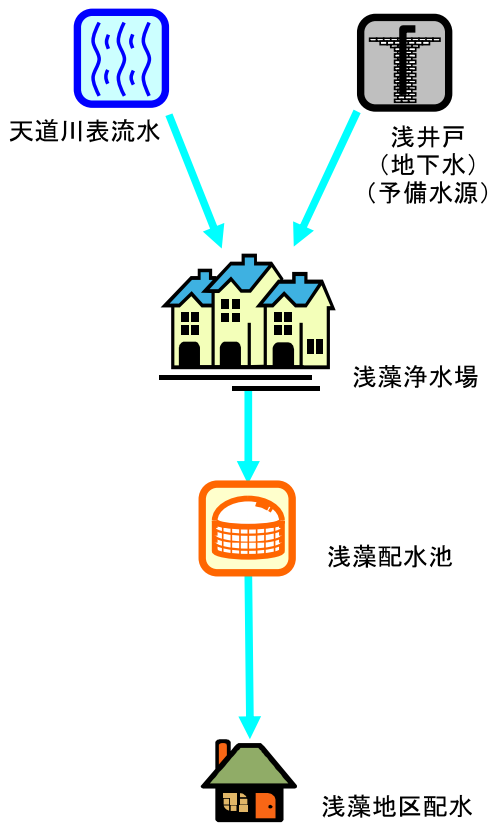 天道川表流水
浅井戸
（地下水）
（予備水源）
浅藻浄水場
浅藻配水池
浅藻地区配水